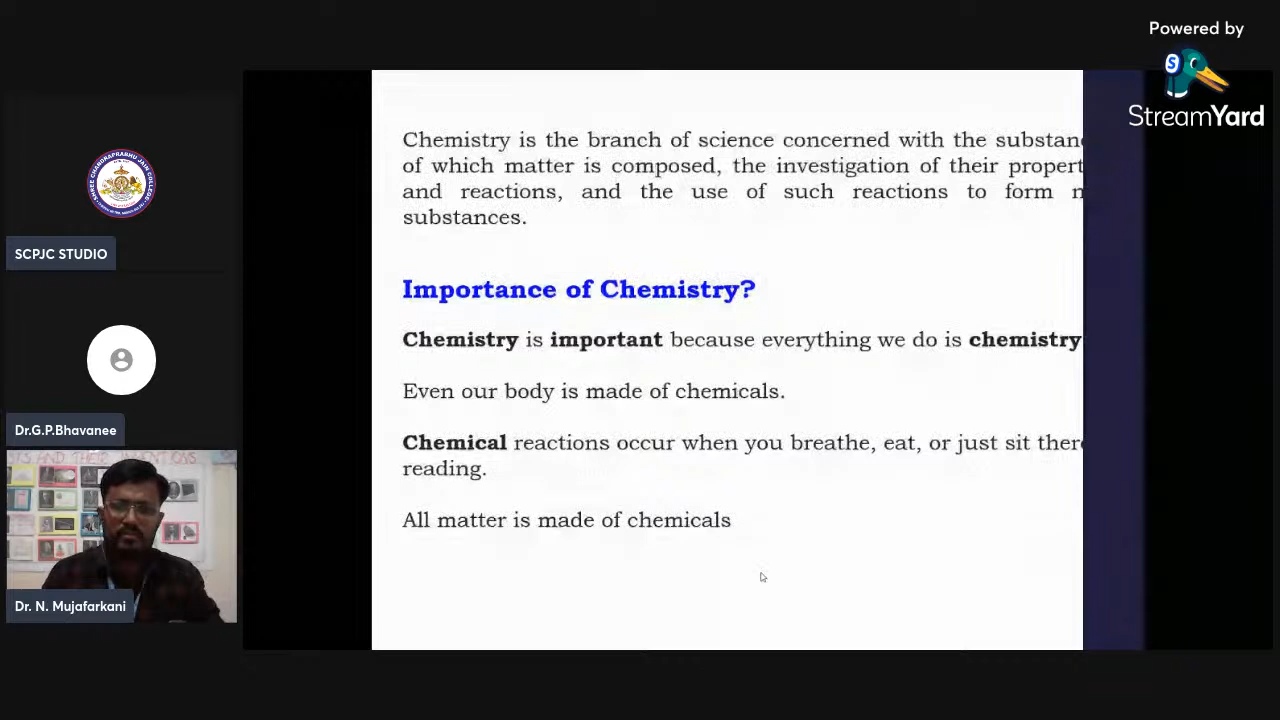 Powered by
StreamYard
Chemistry is the branch of science concerned with the substanc
of which matter is composed, the investigation of their propert
and reactions, and the use of such reactions to form n
substances.
Importance of Chemistry?
Chemistry is important because everything we do is chemistry
Even our body is made of chemicals.
Chemical reactions occur when you breathe, eat, or just sit there
reading.
All matter is made of chemicals
SCPJC STUDIO
Dr.G.P.Bhavanee
Dr. N. Mujafarkani